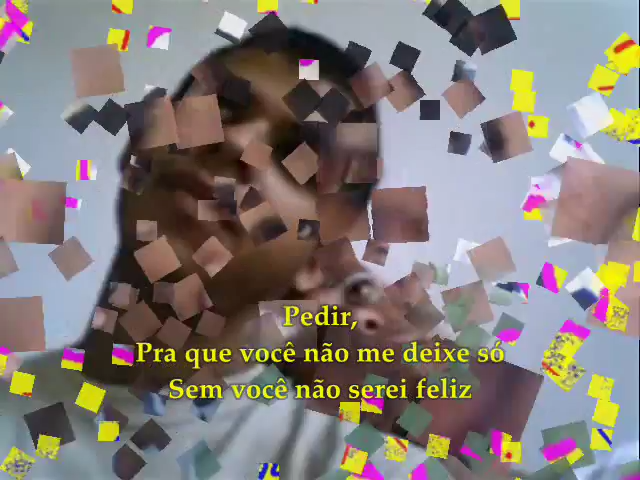 Pedir,
Pra que você não me deixe só
Sem você não serei feliz